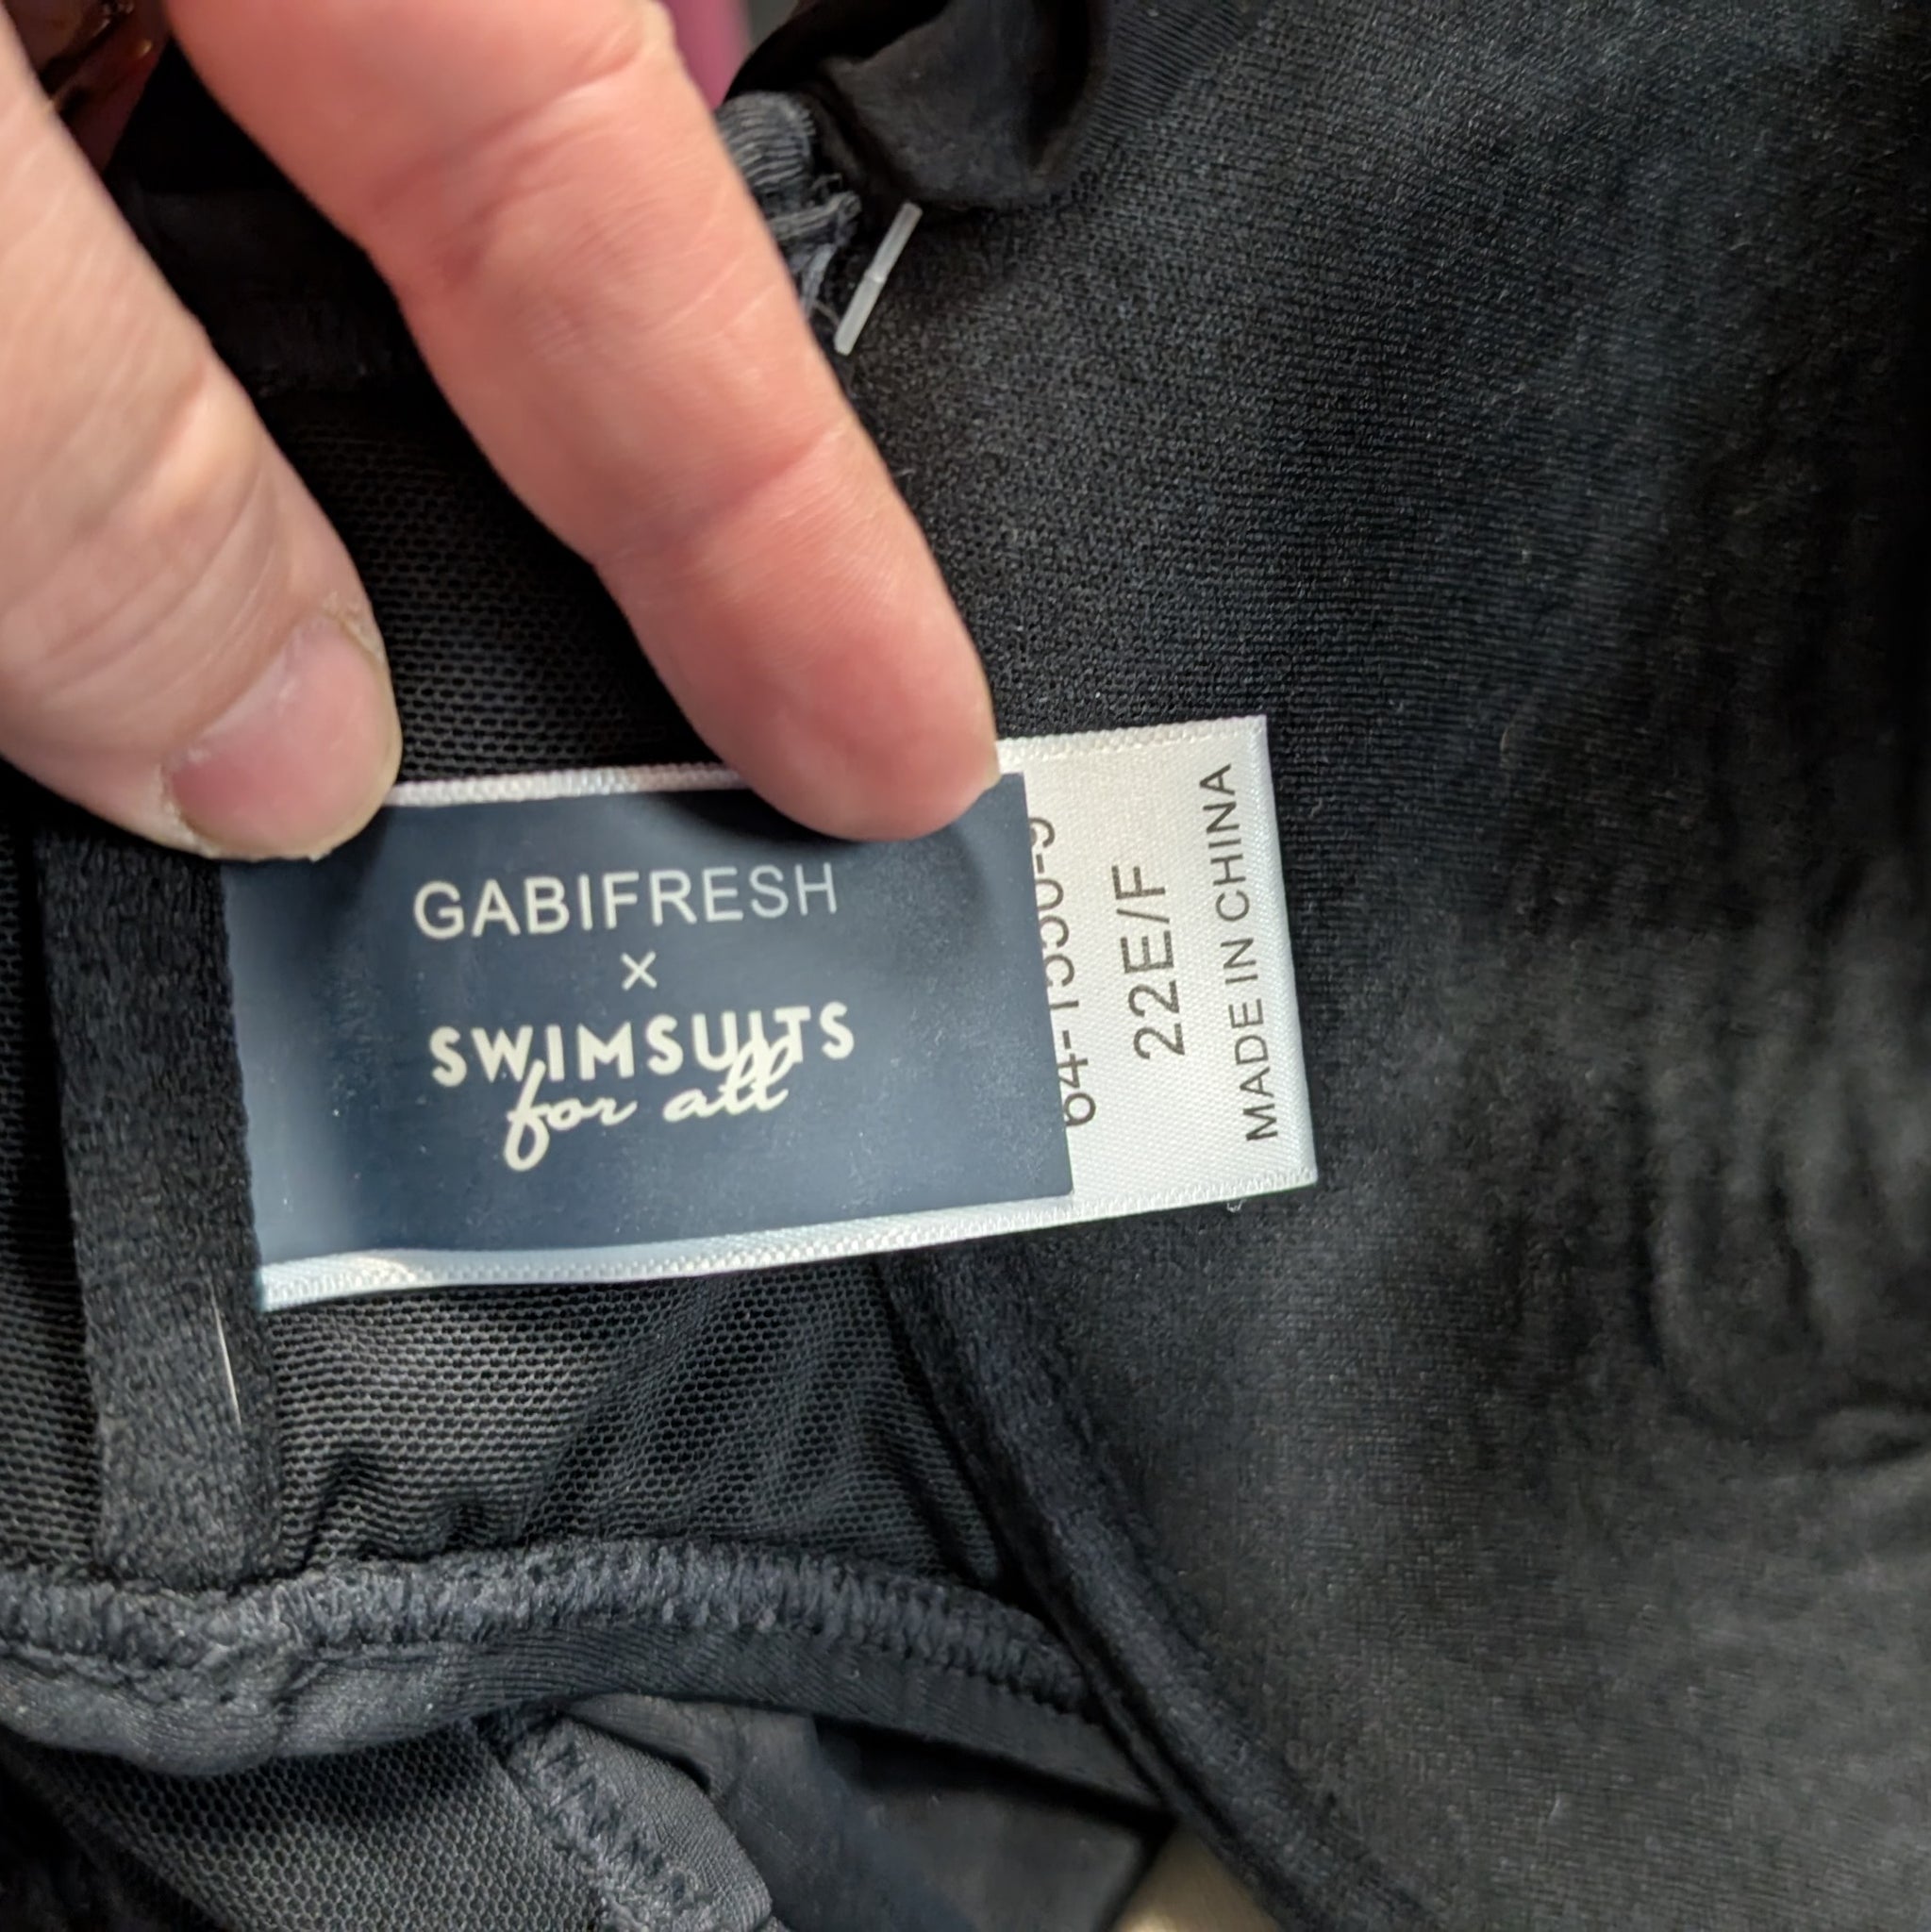 GABIFRESH
×
SWIMSUITS
for all
22E/F
MADE IN CHINA